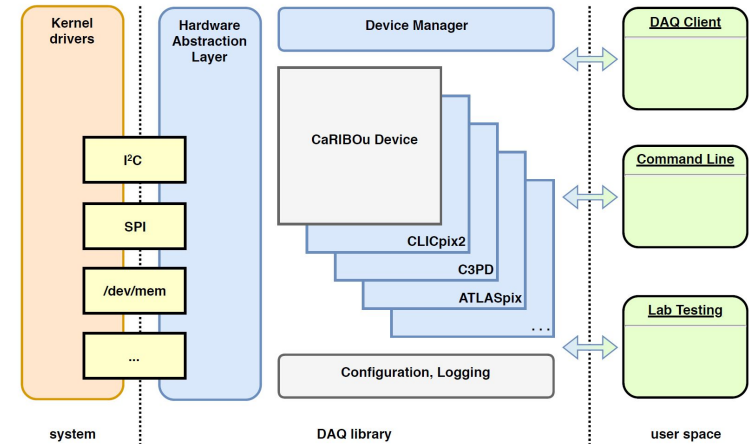 Kernel
drivers
Hardware
Abstraction
Layer
Device Manager
DAQ Client
CaRIBOu Device
I²C
SPI
/dev/mem
...
CLICpix2
C3PD
ATLASpix
...
Command Line
Lab Testing
Configuration, Logging
system
DAQ library
user space